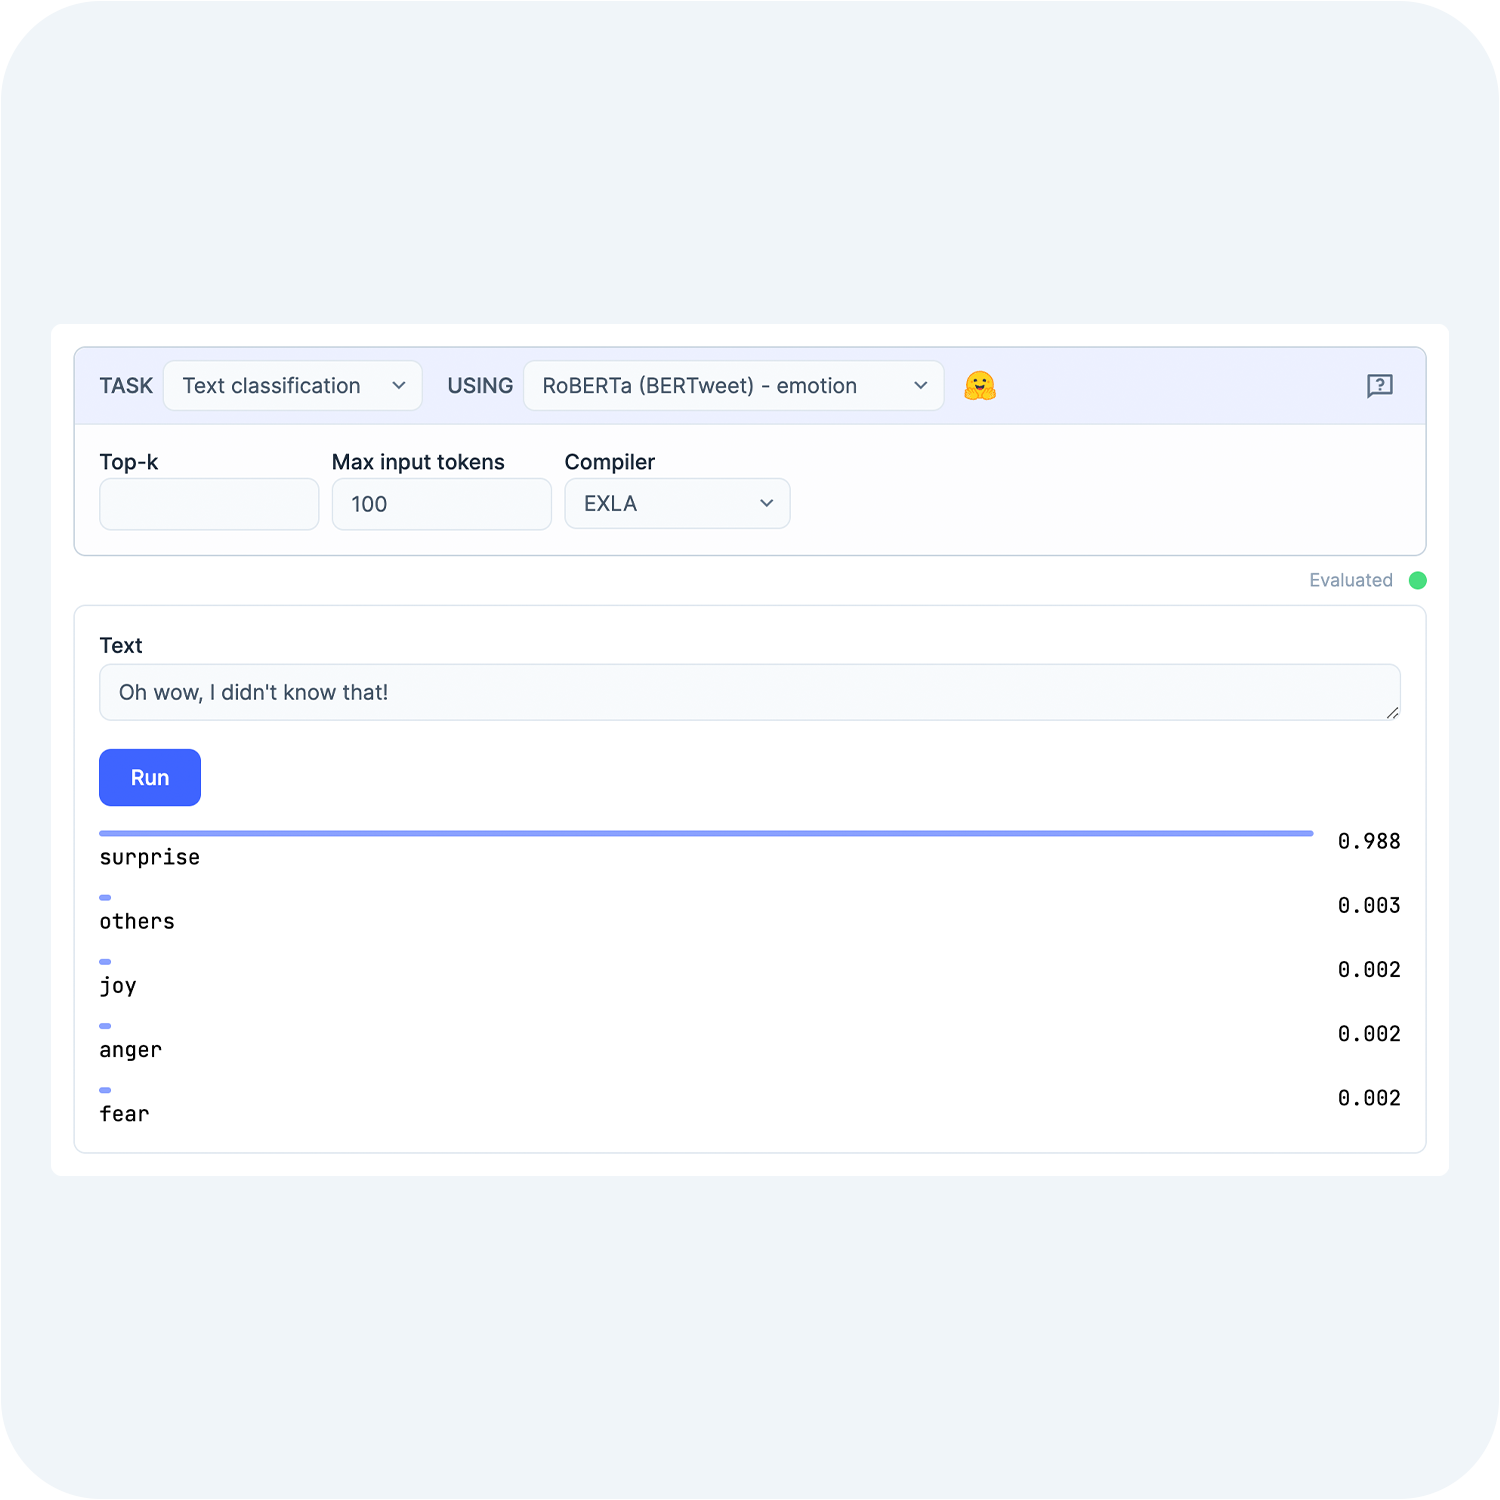 TASK Text classification USING RoBERTa (BERTweet) - emotion
Top-k Max input tokens Compiler
100 EXLA
Evaluated
Text
Oh wow, I didn't know that!
Run
surprise 0.988
others 0.003
joy 0.002
anger 0.002
fear 0.002